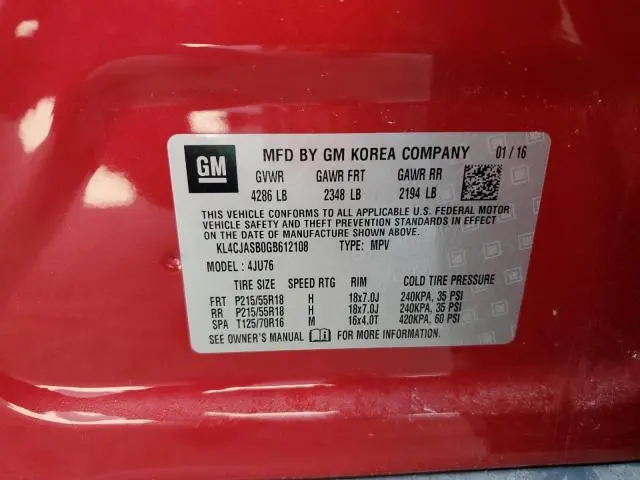 GM MFD BY GM KOREA COMPANY 01 / 16
GVWR GAWR FRT GAWR RR
4286 LB 2348 LB 2194 LB
THIS VEHICLE CONFORMS TO ALL APPLICABLE U.S. FEDERAL MOTOR
VEHICLE SAFETY AND THEFT PREVENTION STANDARDS IN EFFECT
ON THE DATE OF MANUFACTURE SHOWN ABOVE.
KL4CJASB0GB612108 TYPE: MPV
MODEL : 4JU76
TIRE SIZE SPEED RTG RIM COLD TIRE PRESSURE
FRT P215/55R18 H 18x7.0J 240KPA, 35 PSI
RR P215/55R18 H 18x7.0J 240KPA, 35 PSI
SPA T125/70R16 M 16x4.0T 420KPA, 60 PSI
SEE OWNER'S MANUAL FOR MORE INFORMATION.